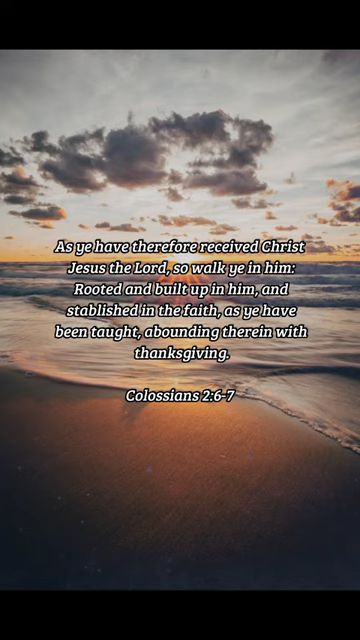 As ye have therefore received Christ
Jesus the Lord, so walk ye in him:
Rooted and built up in him, and
stablished in the faith, as ye have
been taught, abounding therein with
thanksgiving.
Colossians 2:6-7